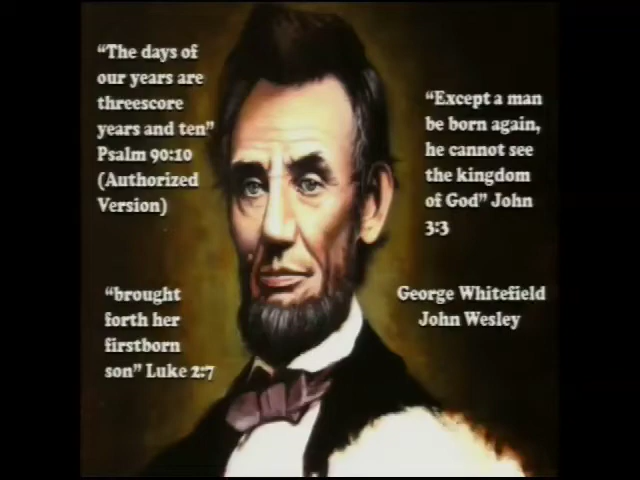 “The days of
our years are
threescore
years and ten”
Psalm 90:10
(Authorized
Version)
“Except a man
be born again,
he cannot see
the kingdom
of God” John
3:3
“brought
forth her
firstborn
son” Luke 2:7
George Whitefield
John Wesley